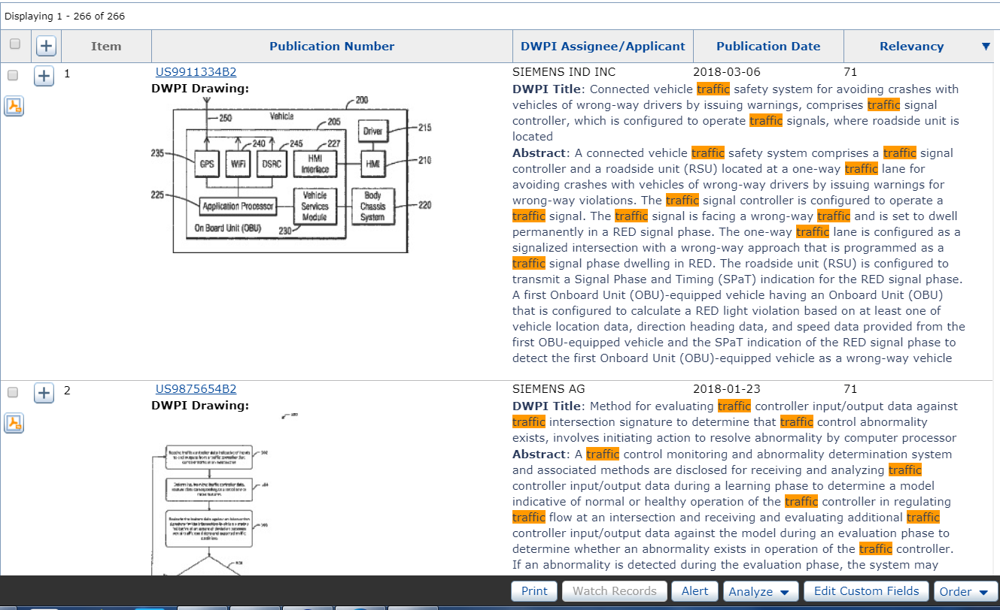 Displaying 1 - 266 of 266
Item
Publication Number
DWPI Assignee/Applicant
Publication Date
Relevancy
1
US9911334B2
SIEMENS IND INC
2018-03-06
71
DWPI Drawing:
200
250
Vehicle
205
Driver
215
240
245
227
235
GPS
WiFi
DSRC
HMI
Interface
HMI
210
225
Application Processor
Vehicle
Services
Module
Body
Chassis
System
220
On Board Unit (OBU)
230
DWPI Title: Connected vehicle traffic safety system for avoiding crashes with
vehicles of wrong-way drivers by issuing warnings, comprises traffic signal
controller, which is configured to operate traffic signals, where roadside unit is
located
Abstract: A connected vehicle traffic safety system comprises a traffic signal
controller and a roadside unit (RSU) located at a one-way traffic lane for
avoiding crashes with vehicles of wrong-way drivers by issuing warnings for
wrong-way violations. The traffic signal controller is configured to operate a
traffic signal. The traffic signal is facing a wrong-way traffic and is set to dwell
permanently in a RED signal phase. The one-way traffic lane is configured as a
signalized intersection with a wrong-way approach that is programmed as a
traffic signal phase dwelling in RED. The roadside unit (RSU) is configured to
transmit a Signal Phase and Timing (SPaT) indication for the RED signal phase.
A first Onboard Unit (OBU)-equipped vehicle having an Onboard Unit (OBU)
that is configured to calculate a RED light violation based on at least one of
vehicle location data, direction heading data, and speed data provided from the
first OBU-equipped vehicle and the SPaT indication of the RED signal phase to
detect the first Onboard Unit (OBU)-equipped vehicle as a wrong-way vehicle
2
US9875654B2
SIEMENS AG
2018-01-23
71
DWPI Drawing:
DWPI Title: Method for evaluating traffic controller input/output data against
traffic intersection signature to determine that traffic control abnormality
exists, involves initiating action to resolve abnormality by computer processor
Abstract: A traffic control monitoring and abnormality determination system
and associated methods are disclosed for receiving and analyzing traffic
controller input/output data during a learning phase to determine a model
indicative of normal or healthy operation of the traffic controller in regulating
traffic flow at an intersection and receiving and evaluating additional traffic
controller input/output data against the model during an evaluation phase to
determine whether an abnormality exists in operation of the traffic controller.
If an abnormality is detected during the evaluation phase, the system may
Print
Watch Records
Alert
Analyze
Edit Custom Fields
Order